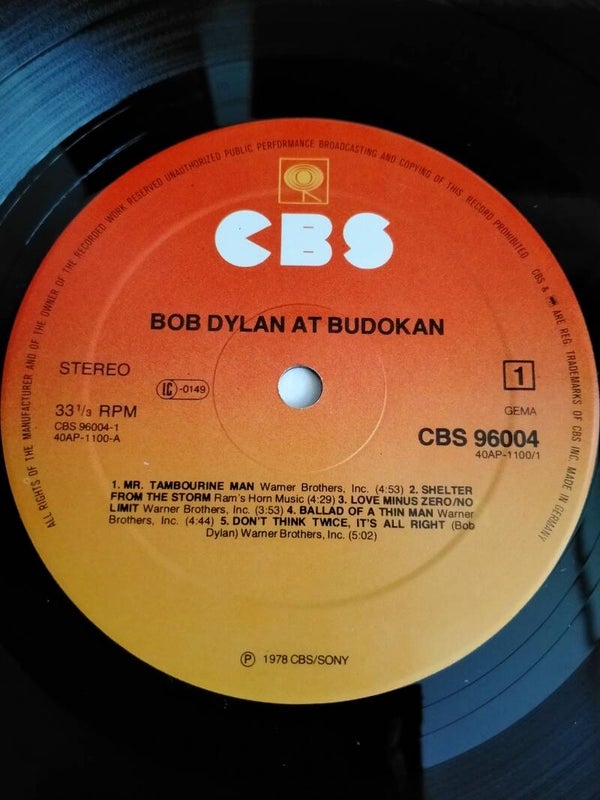 ALL RIGHTS OF THE MANUFACTURER AND OF THE OWNER OF THE RECORDED WORK RESERVED UNAUTHORIZED PUBLIC PERFORMANCE BROADCASTING AND COPYING OF THIS RECORD PROHIBITED. CBS & ARE REG. TRADEMARKS OF CBS INC. MADE IN GERMANY
CBS
BOB DYLAN AT BUDOKAN
STEREO
LC-0149
1
33 1/3 RPM
GEMA
CBS 96004-1
CBS 96004
40AP-1100-A
40AP-1100/1
1. MR. TAMBOURINE MAN Warner Brothers, Inc. (4:53) 2. SHELTER
FROM THE STORM Ram's Horn Music (4:29) 3. LOVE MINUS ZERO/NO
LIMIT Warner Brothers, Inc. (3:53) 4. BALLAD OF A THIN MAN Warner
Brothers, Inc. (4:44) 5. DON'T THINK TWICE, IT'S ALL RIGHT (Bob
Dylan) Warner Brothers, Inc. (5:02)
℗ 1978 CBS/SONY